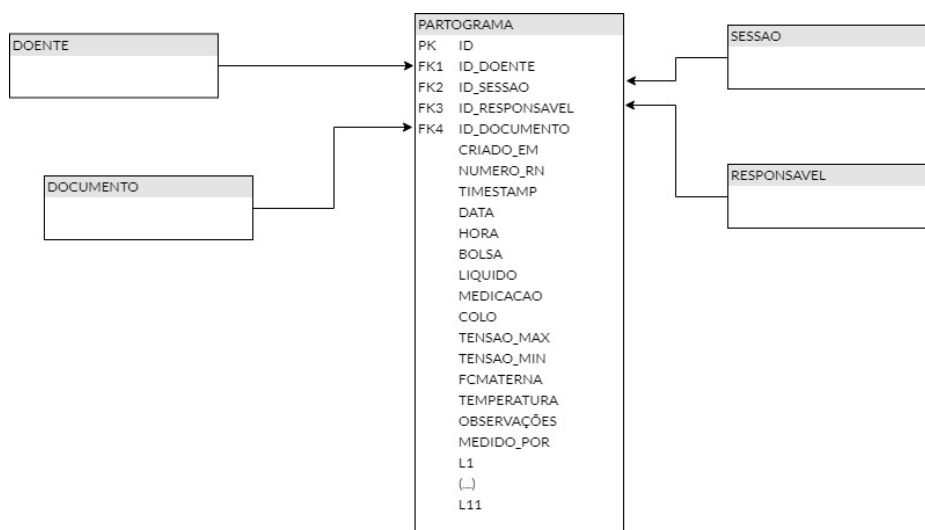 DOENTE
DOCUMENTO
PARTOGRAMA
PK ID
FK1 ID_DOENTE
FK2 ID_SESSAO
FK3 ID_RESPONSAVEL
FK4 ID_DOCUMENTO
CRIADO_EM
NUMERO_RN
TIMESTAMP
DATA
HORA
BOLSA
LIQUIDO
MEDICACAO
COLO
TENSAO_MAX
TENSAO_MIN
FCMATERNA
TEMPERATURA
OBSERVAÇÕES
MEDIDO_POR
L1
(...)
L11
SESSAO
RESPONSAVEL